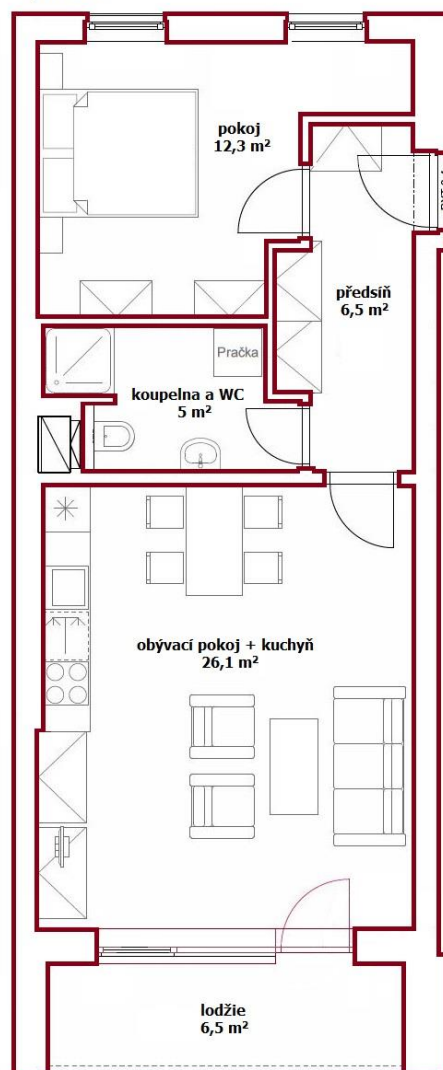 pokoj
12,3 m²
předsíň
6,5 m²
Pračka
koupelna a WC
5 m²
obývací pokoj + kuchyň
26,1 m²
lodžie
6,5 m²